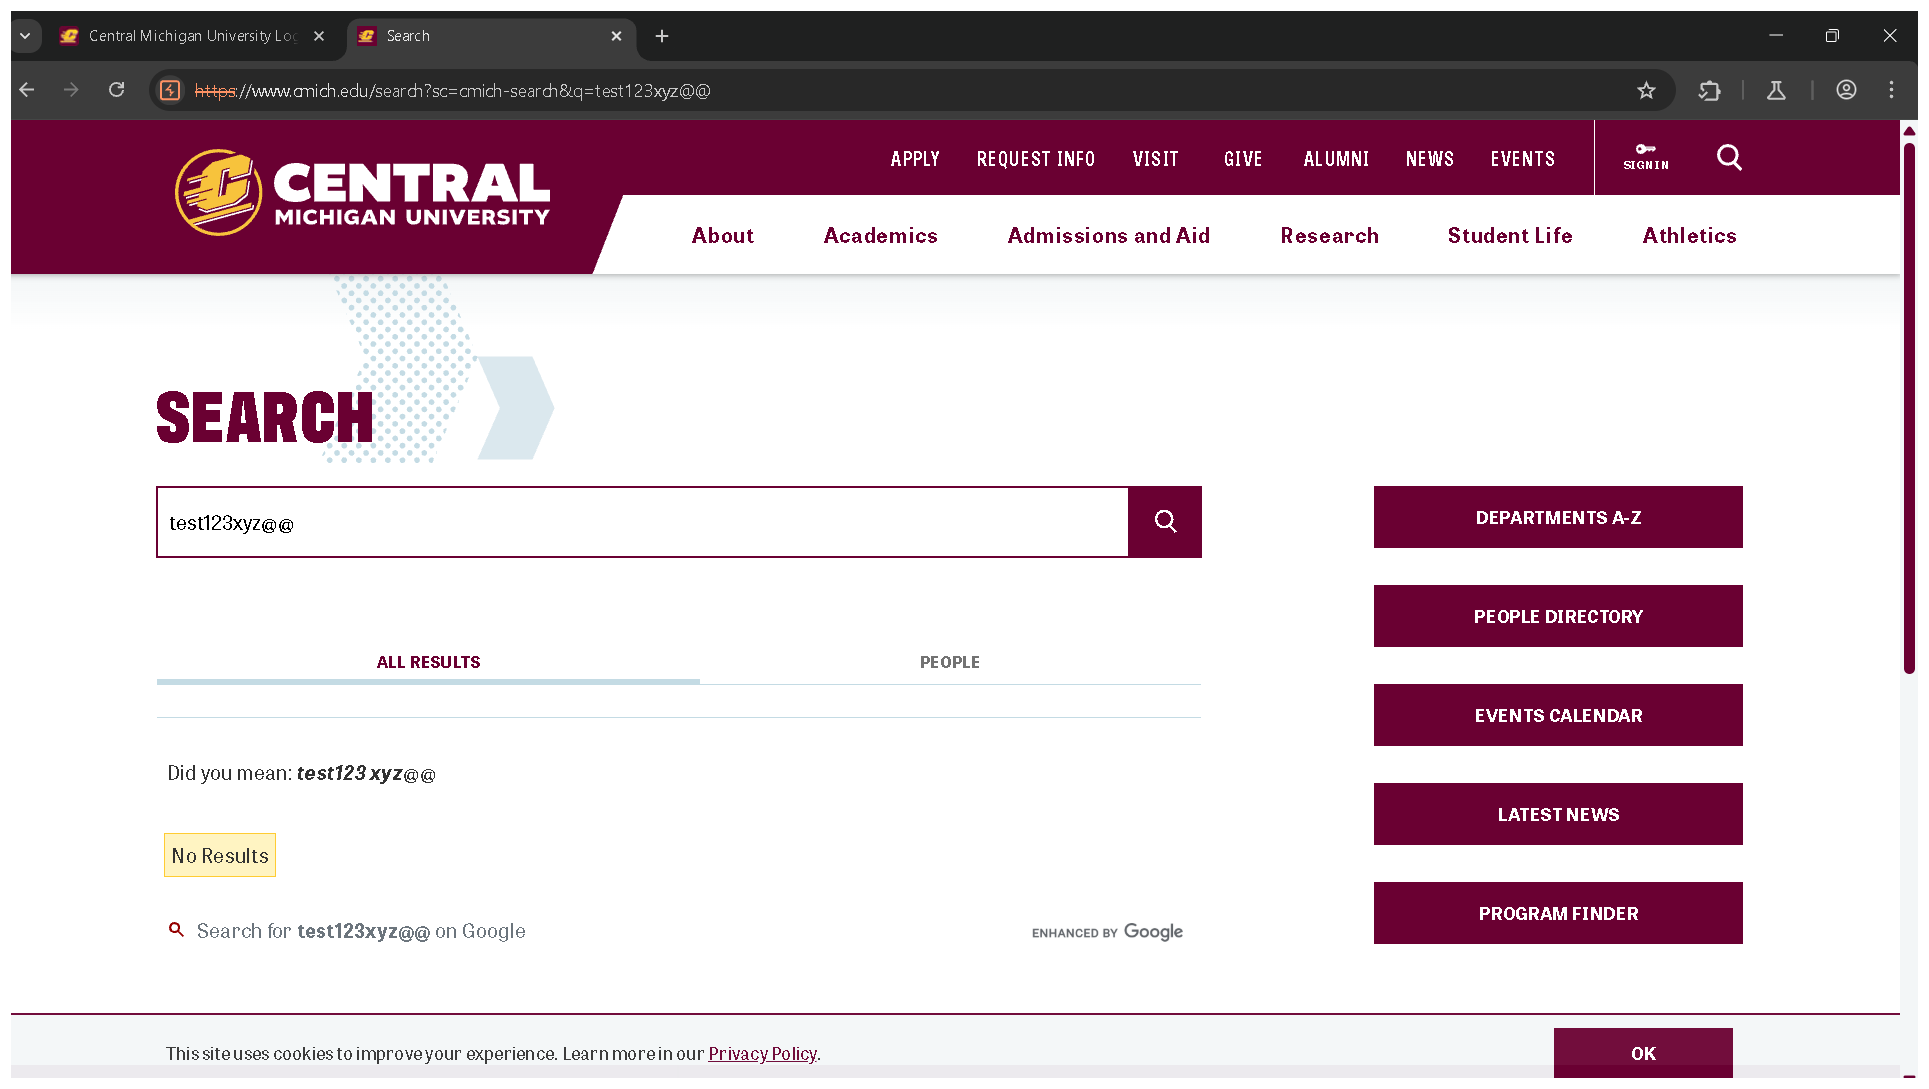 Central Michigan University Log
Search
https://www.cmich.edu/search?sc=cmich-search&q=test123xyz@@
CENTRAL
MICHIGAN UNIVERSITY
APPLY REQUEST INFO VISIT GIVE ALUMNI NEWS EVENTS
SIGN IN
About Academics Admissions and Aid Research Student Life Athletics
SEARCH
test123xyz@@
ALL RESULTS PEOPLE
Did you mean: test123 xyz@@
No Results
Search for test123xyz@@ on Google
ENHANCED BY Google
DEPARTMENTS A-Z
PEOPLE DIRECTORY
EVENTS CALENDAR
LATEST NEWS
PROGRAM FINDER
This site uses cookies to improve your experience. Learn more in our Privacy Policy.
OK